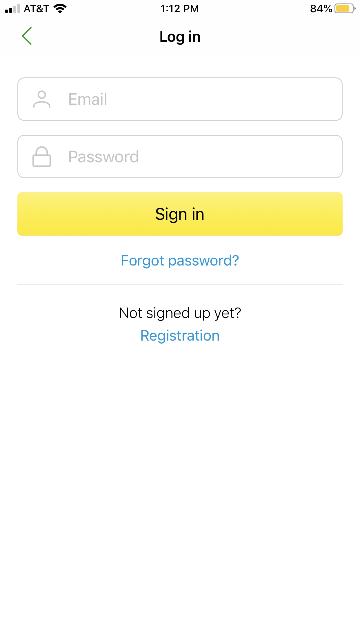 AT&T 1:12 PM 84%
Log in
Email
Password
Sign in
Forgot password?
Not signed up yet?
Registration